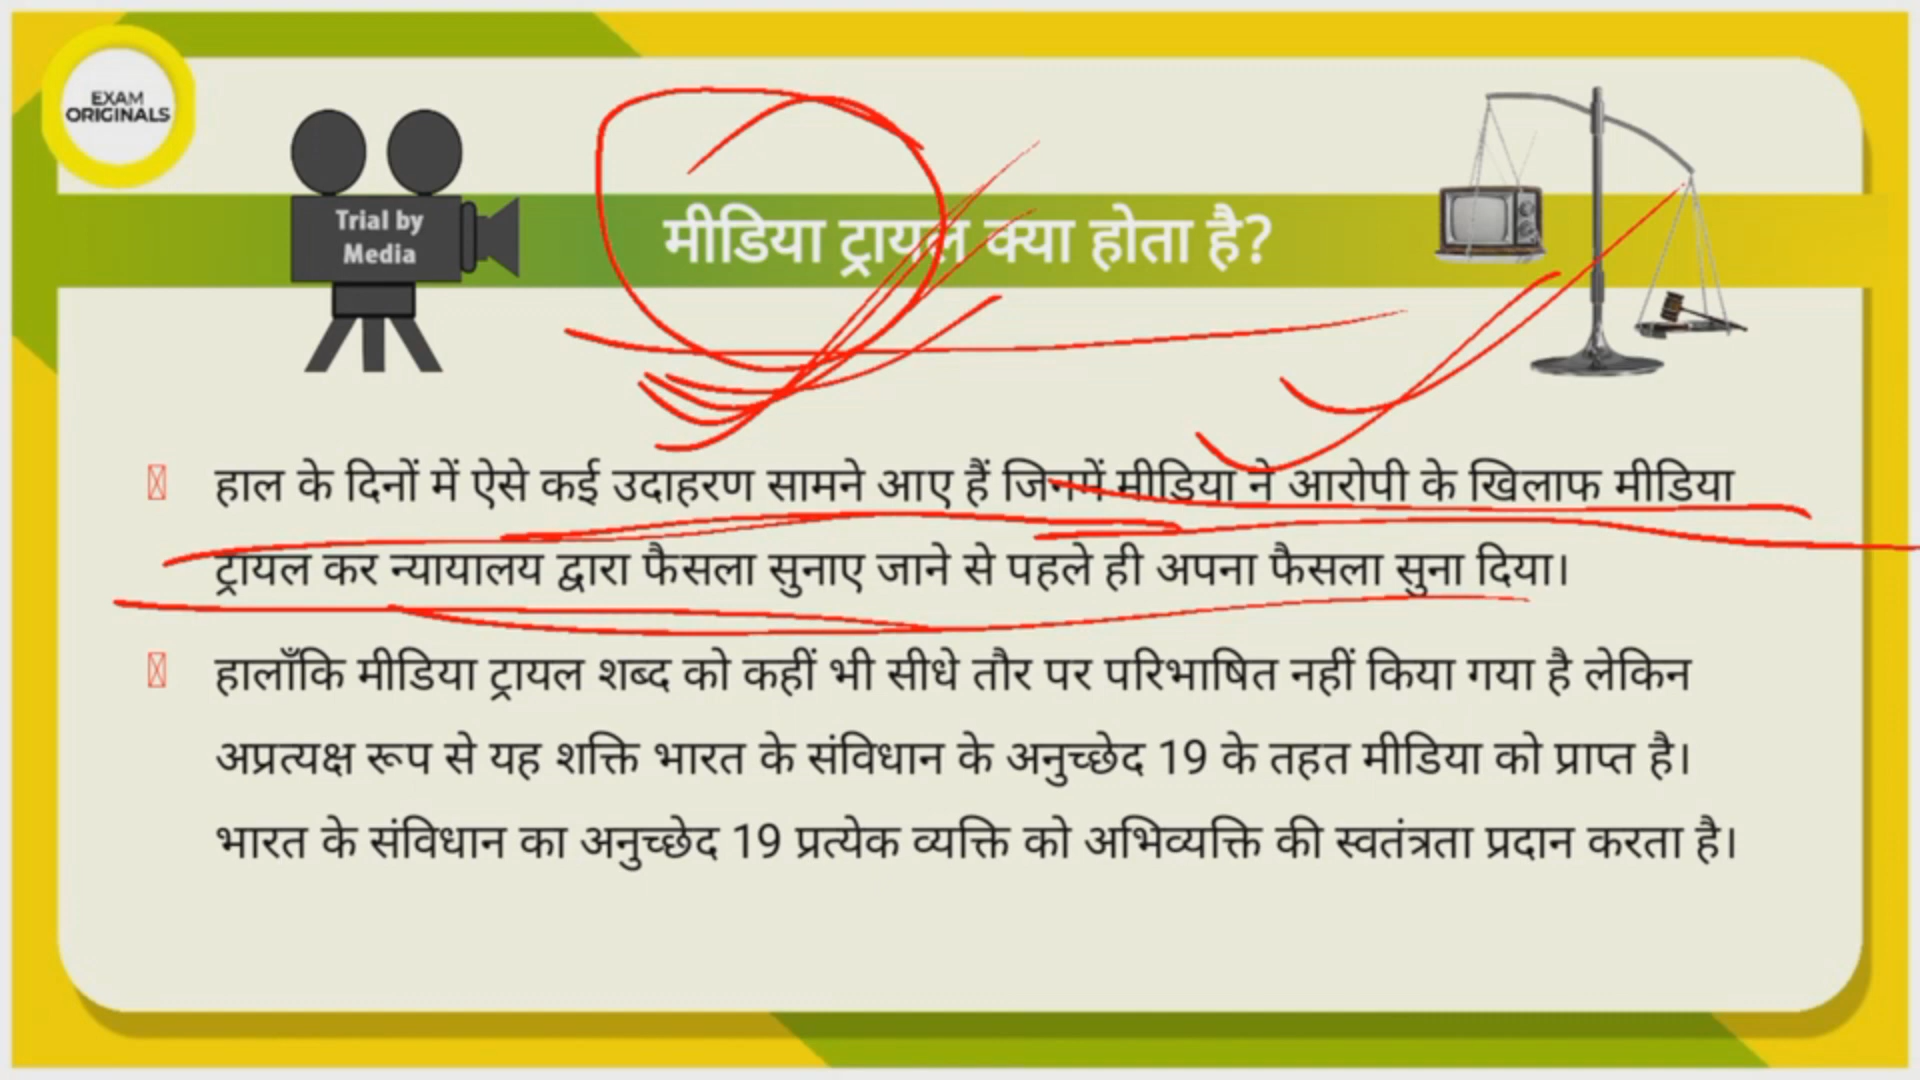 EXAM
ORIGINALS
Trial by
Media
मीडिया ट्रायल क्या होता है?
हाल के दिनों में ऐसे कई उदाहरण सामने आए हैं जिनमें मीडिया ने आरोपी के खिलाफ मीडिया
ट्रायल कर न्यायालय द्वारा फैसला सुनाए जाने से पहले ही अपना फैसला सुना दिया।
हालाँकि मीडिया ट्रायल शब्द को कहीं भी सीधे तौर पर परिभाषित नहीं किया गया है लेकिन
अप्रत्यक्ष रूप से यह शक्ति भारत के संविधान के अनुच्छेद 19 के तहत मीडिया को प्राप्त है।
भारत के संविधान का अनुच्छेद 19 प्रत्येक व्यक्ति को अभिव्यक्ति की स्वतंत्रता प्रदान करता है।